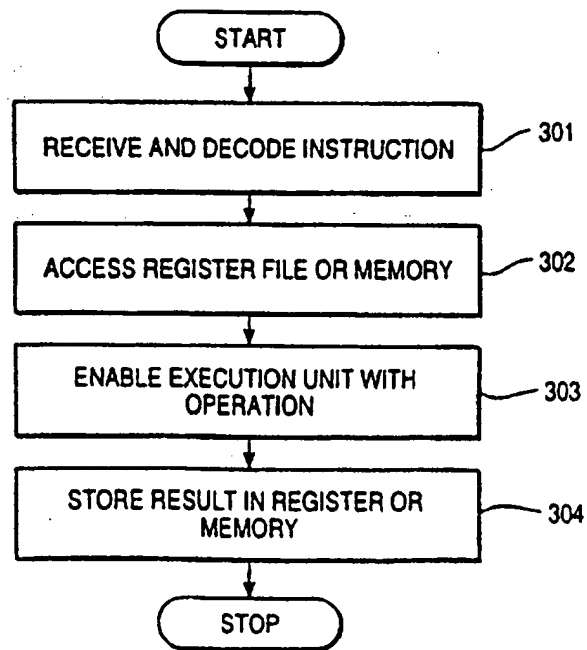 START
RECEIVE AND DECODE INSTRUCTION
301
ACCESS REGISTER FILE OR MEMORY
302
ENABLE EXECUTION UNIT WITH
OPERATION
303
STORE RESULT IN REGISTER OR
MEMORY
304
STOP